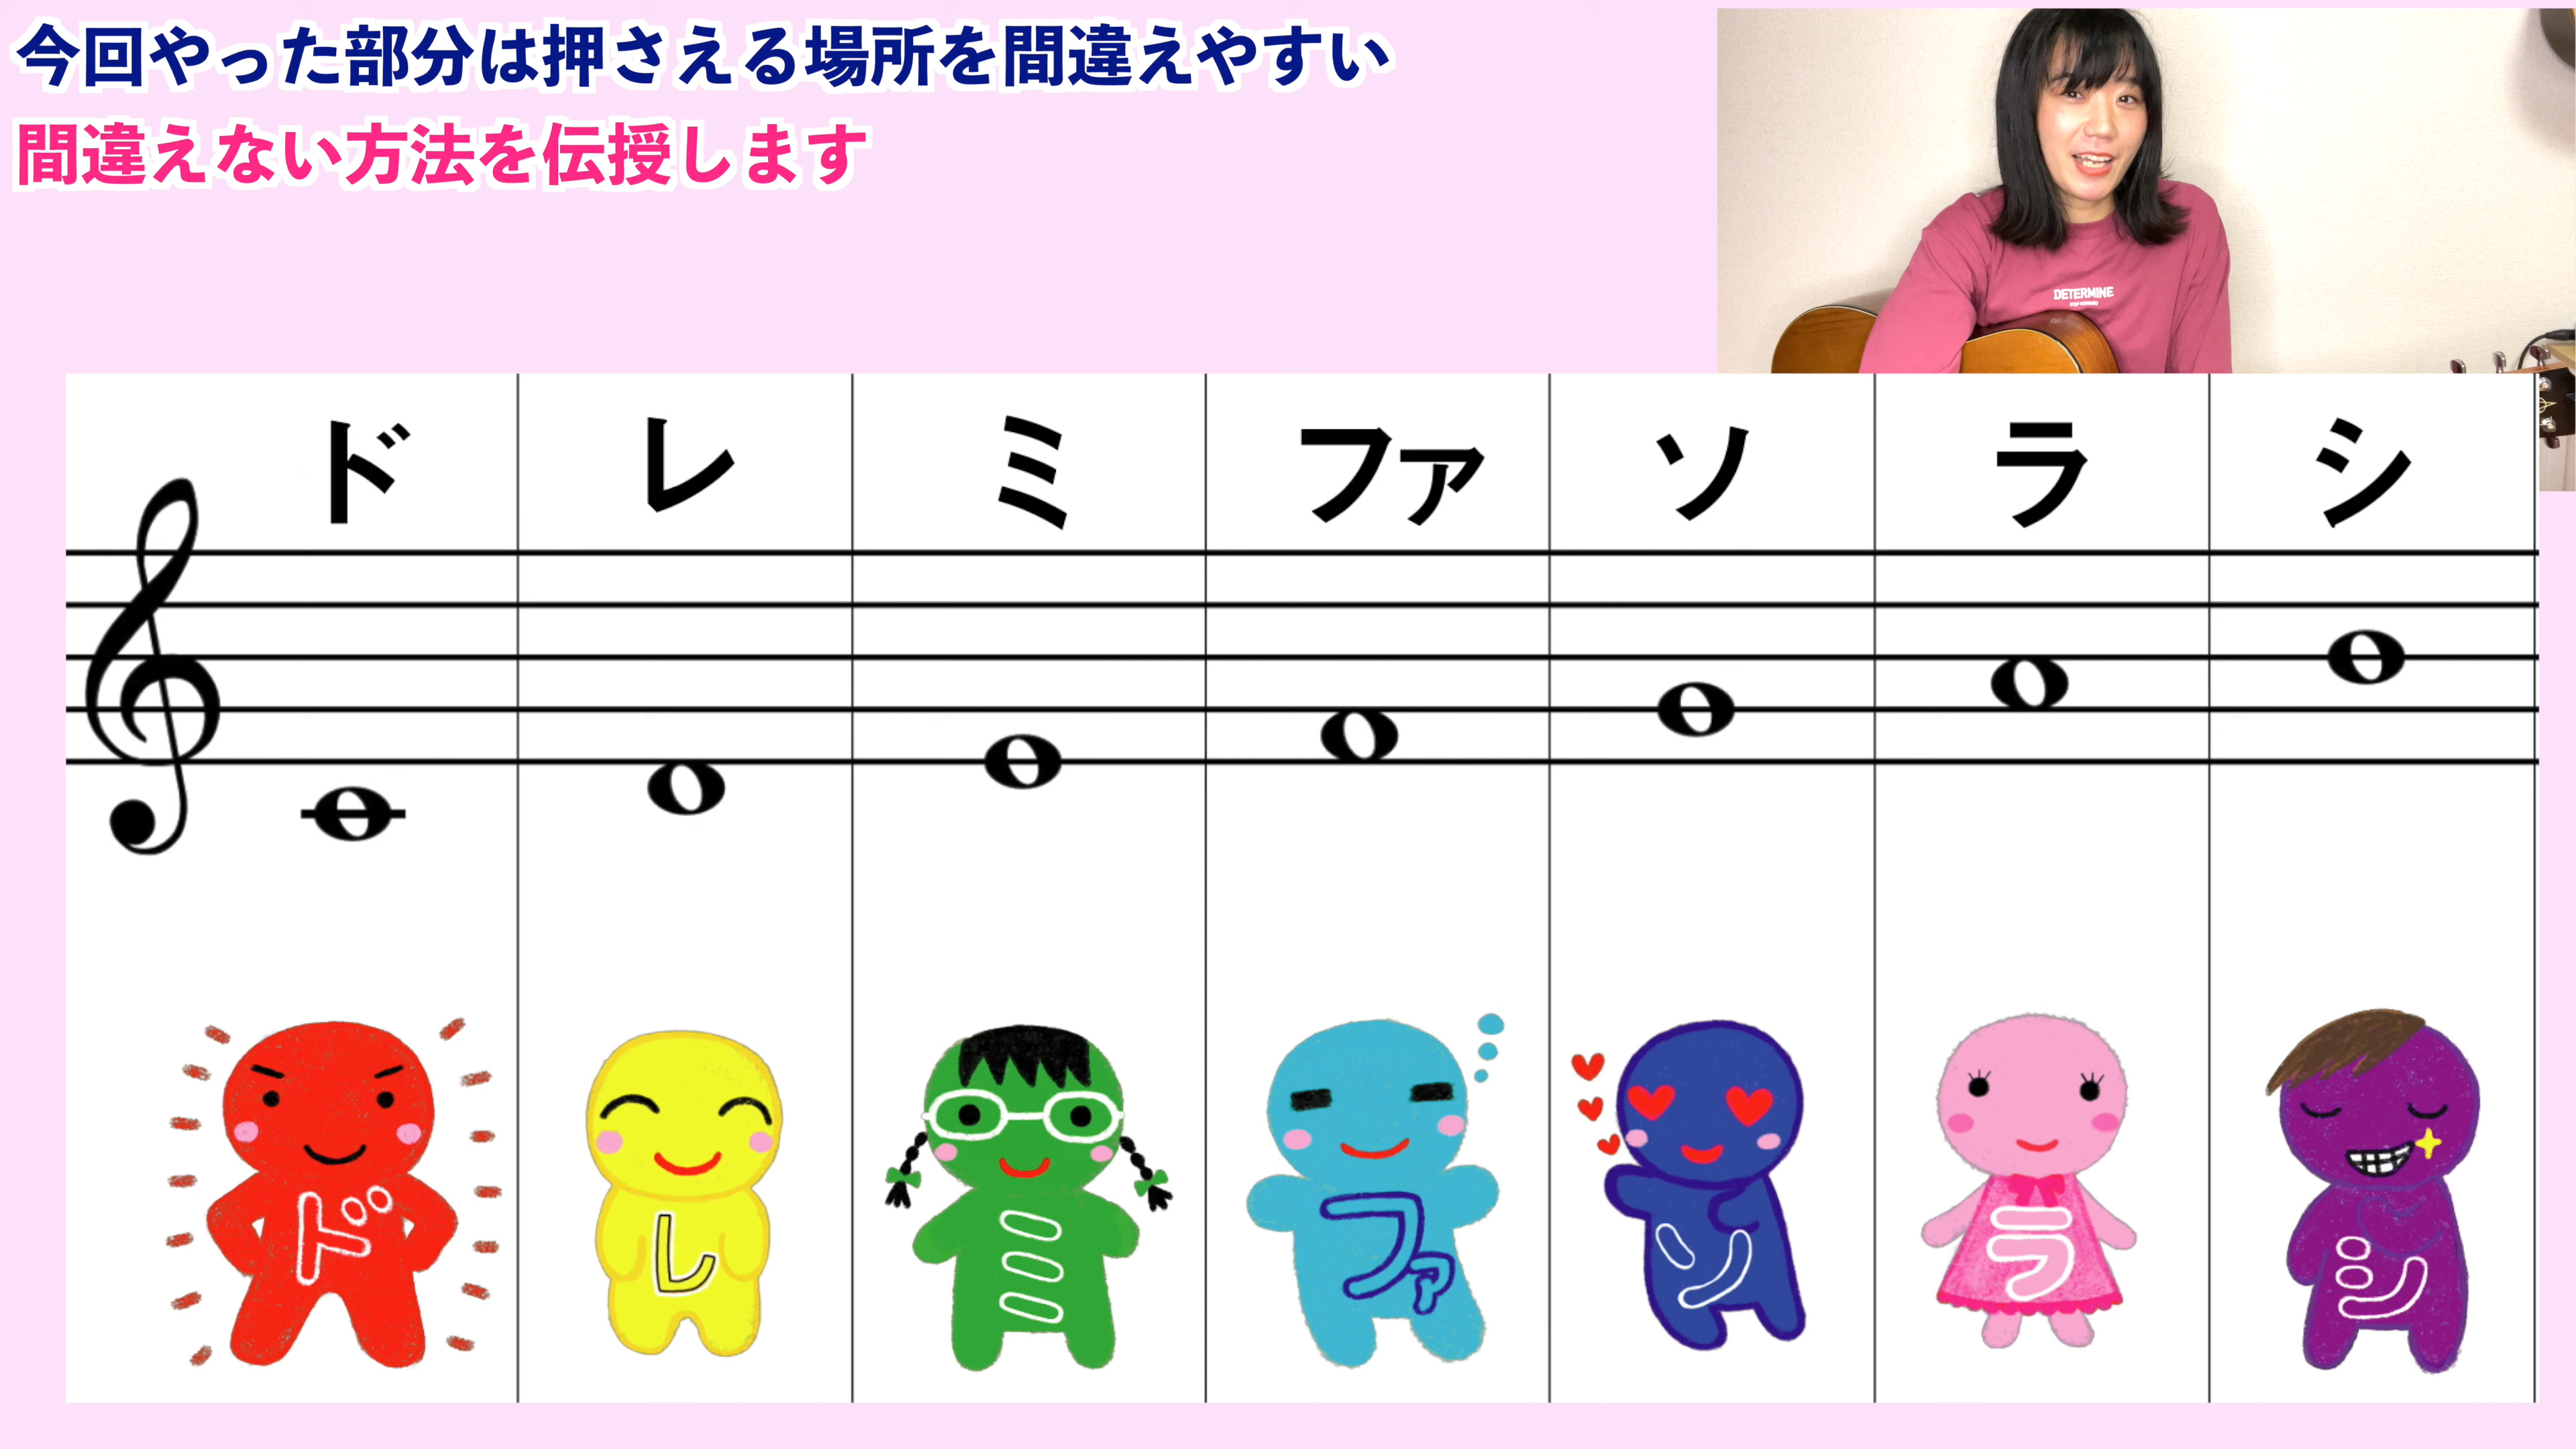 今回やった部分は押さえる場所を間違えやすい
間違えない方法を伝授します
DETERMINE
ド レ ミ ファ ソ ラ シ
ド レ ミ ファ ソ ラ シ